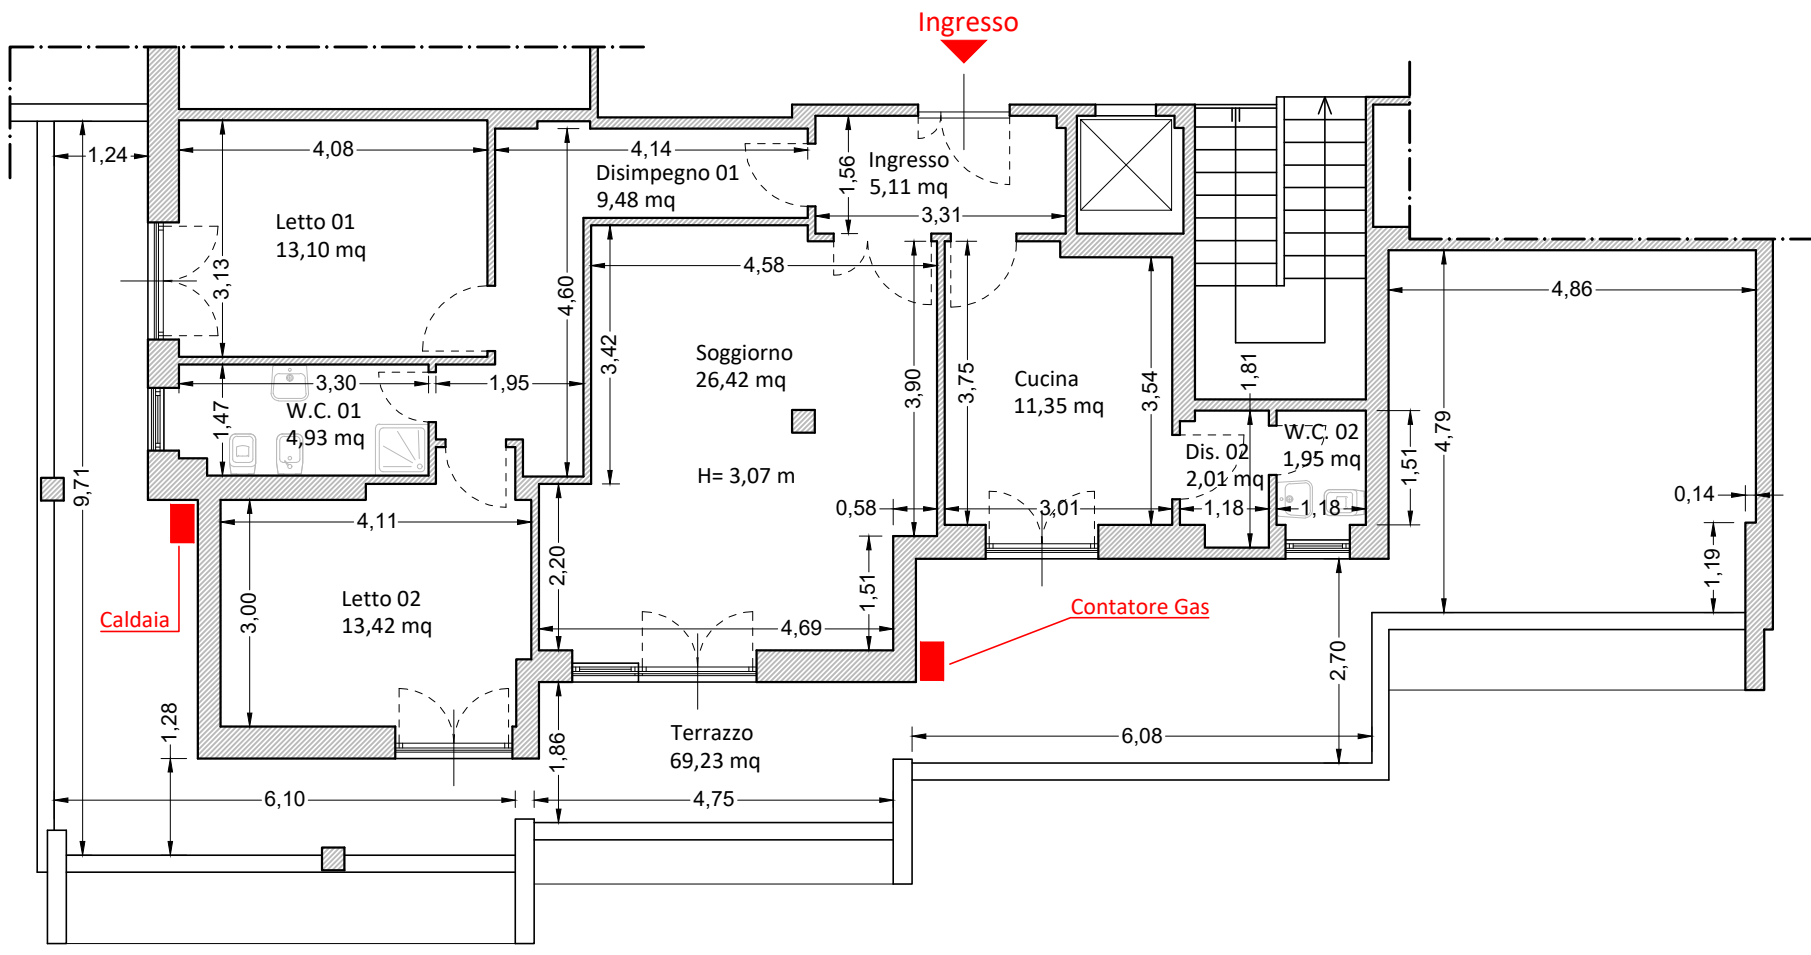 Ingresso
1,24
4,08
4,14
Disimpegno 01
9,48 mq
1,56
Ingresso
5,11 mq
3,31
Letto 01
13,10 mq
3,13
4,60
4,58
4,86
3,42
Soggiorno
26,42 mq
3,90
3,75
Cucina
11,35 mq
3,54
1,81
3,30
1,95
W.C. 01
4,93 mq
1,47
W.C. 02
1,95 mq
Dis. 02
2,01 mq
1,51
4,79
H= 3,07 m
9,71
4,11
0,58
3,01
1,18
1,18
0,14
2,20
1,19
Caldaia
3,00
Letto 02
13,42 mq
1,51
4,69
Contatore Gas
2,70
1,28
1,86
Terrazzo
69,23 mq
6,08
6,10
4,75